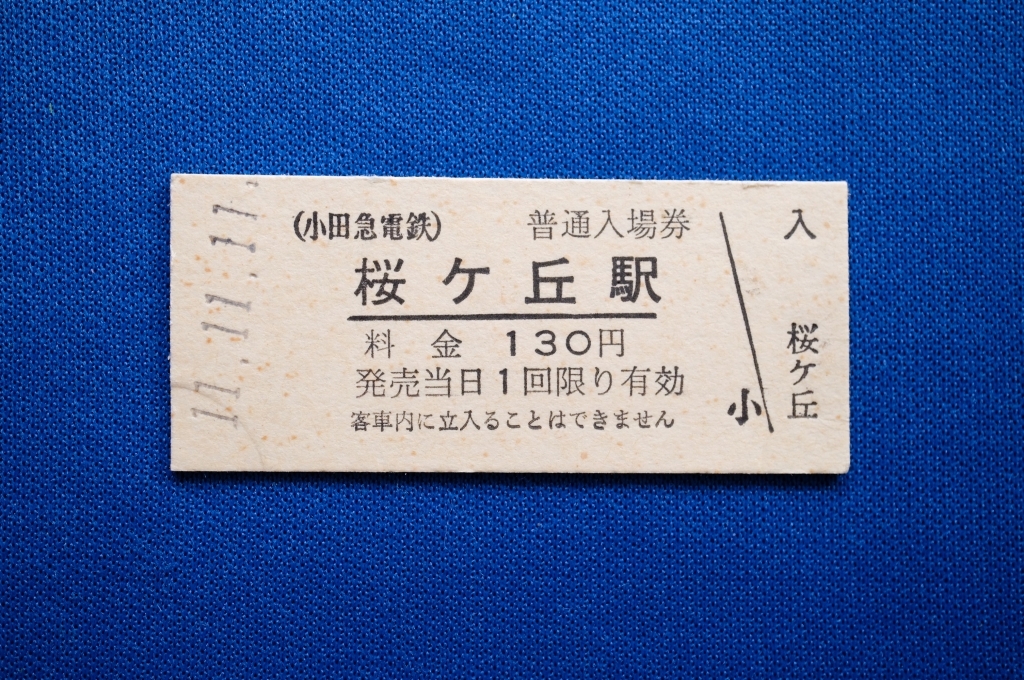 11.11.11.
(小田急電鉄) 普通入場券
桜ケ丘駅
料金 130円
発売当日1回限り有効
客車内に立入ることはできません
小
入
桜ケ丘